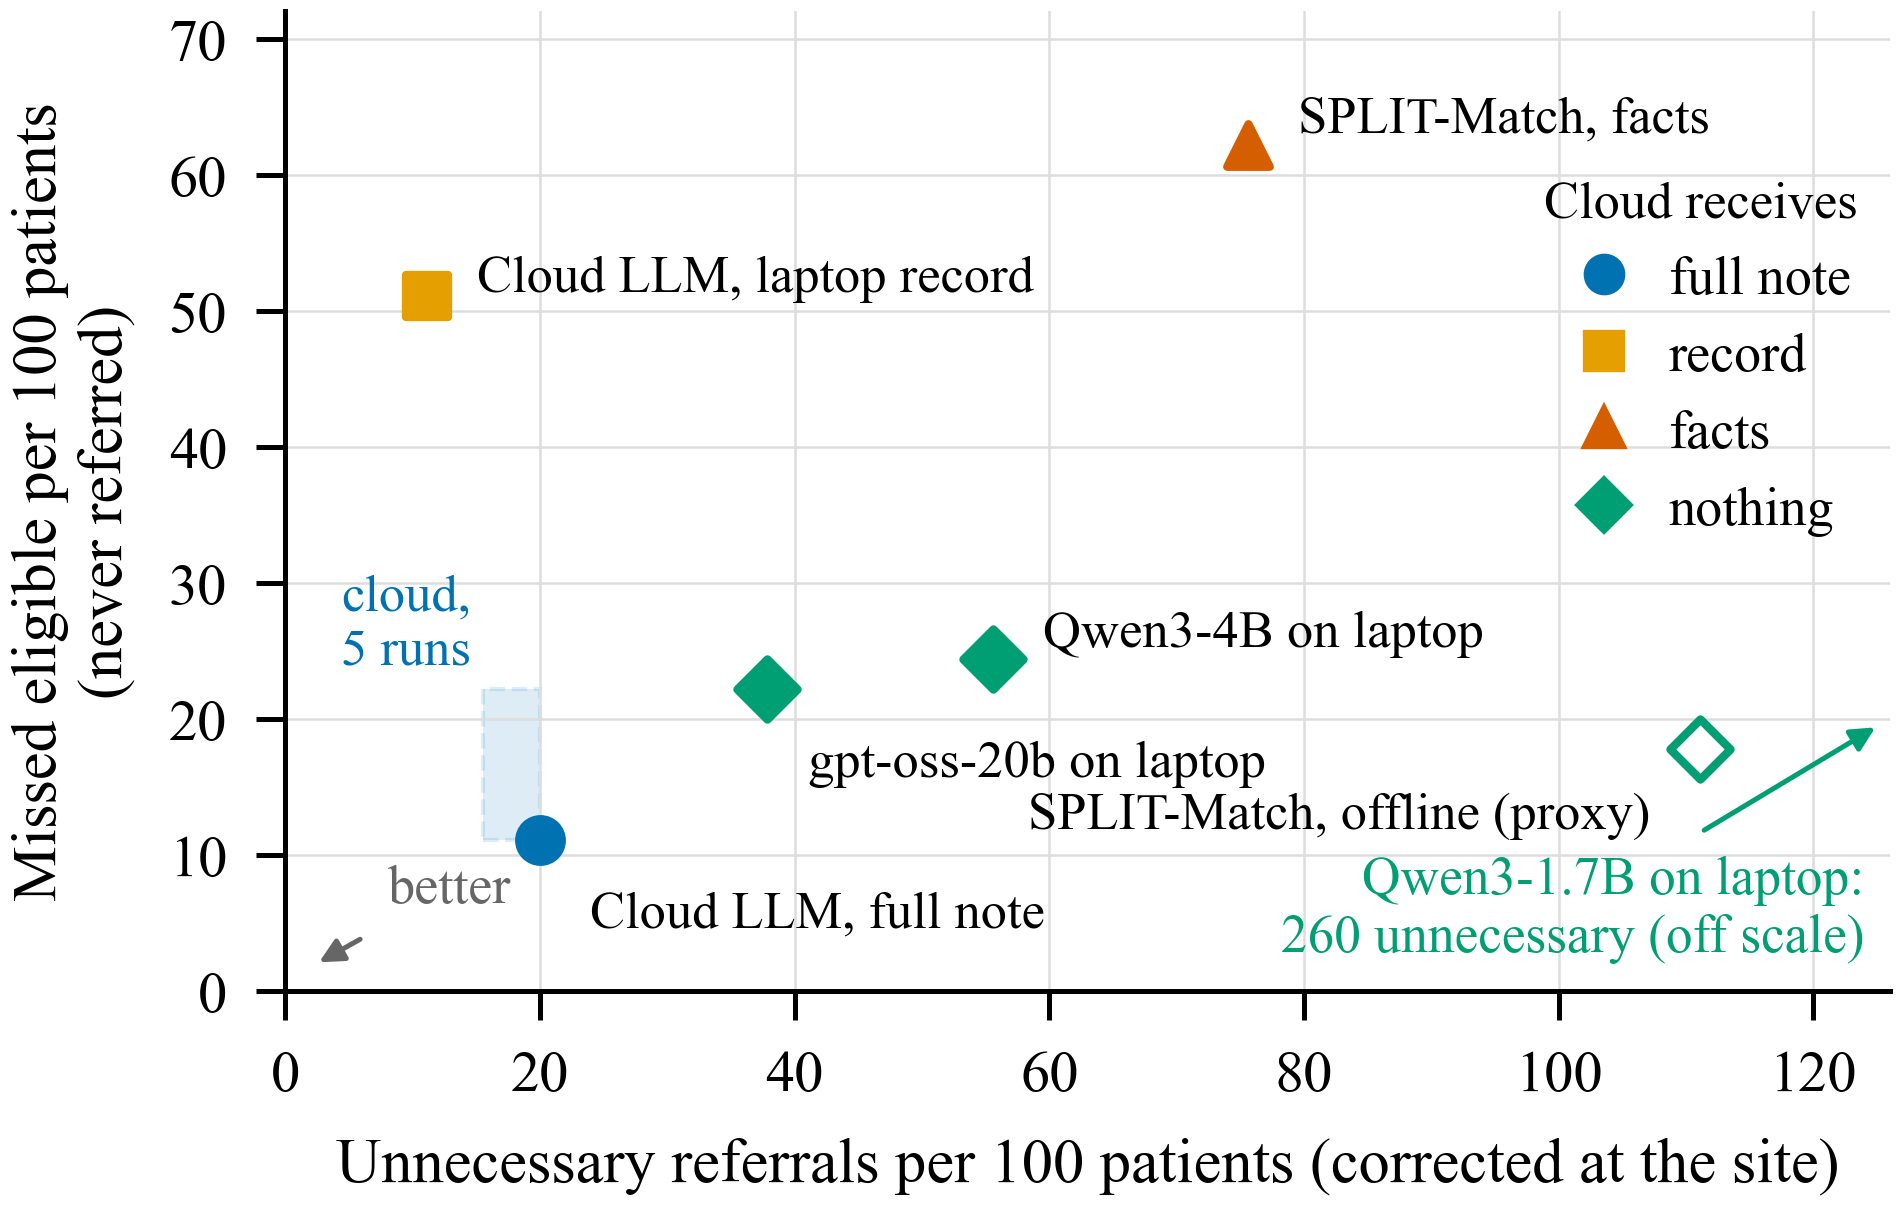 70
60
50
40
30
20
10
0
Missed eligible per 100 patients
(never referred)
SPLIT-Match, facts
Cloud receives
full note
record
facts
nothing
Cloud LLM, laptop record
cloud,
5 runs
Qwen3-4B on laptop
gpt-oss-20b on laptop
SPLIT-Match, offline (proxy)
better
Cloud LLM, full note
Qwen3-1.7B on laptop:
260 unnecessary (off scale)
0 20 40 60 80 100 120
Unnecessary referrals per 100 patients (corrected at the site)